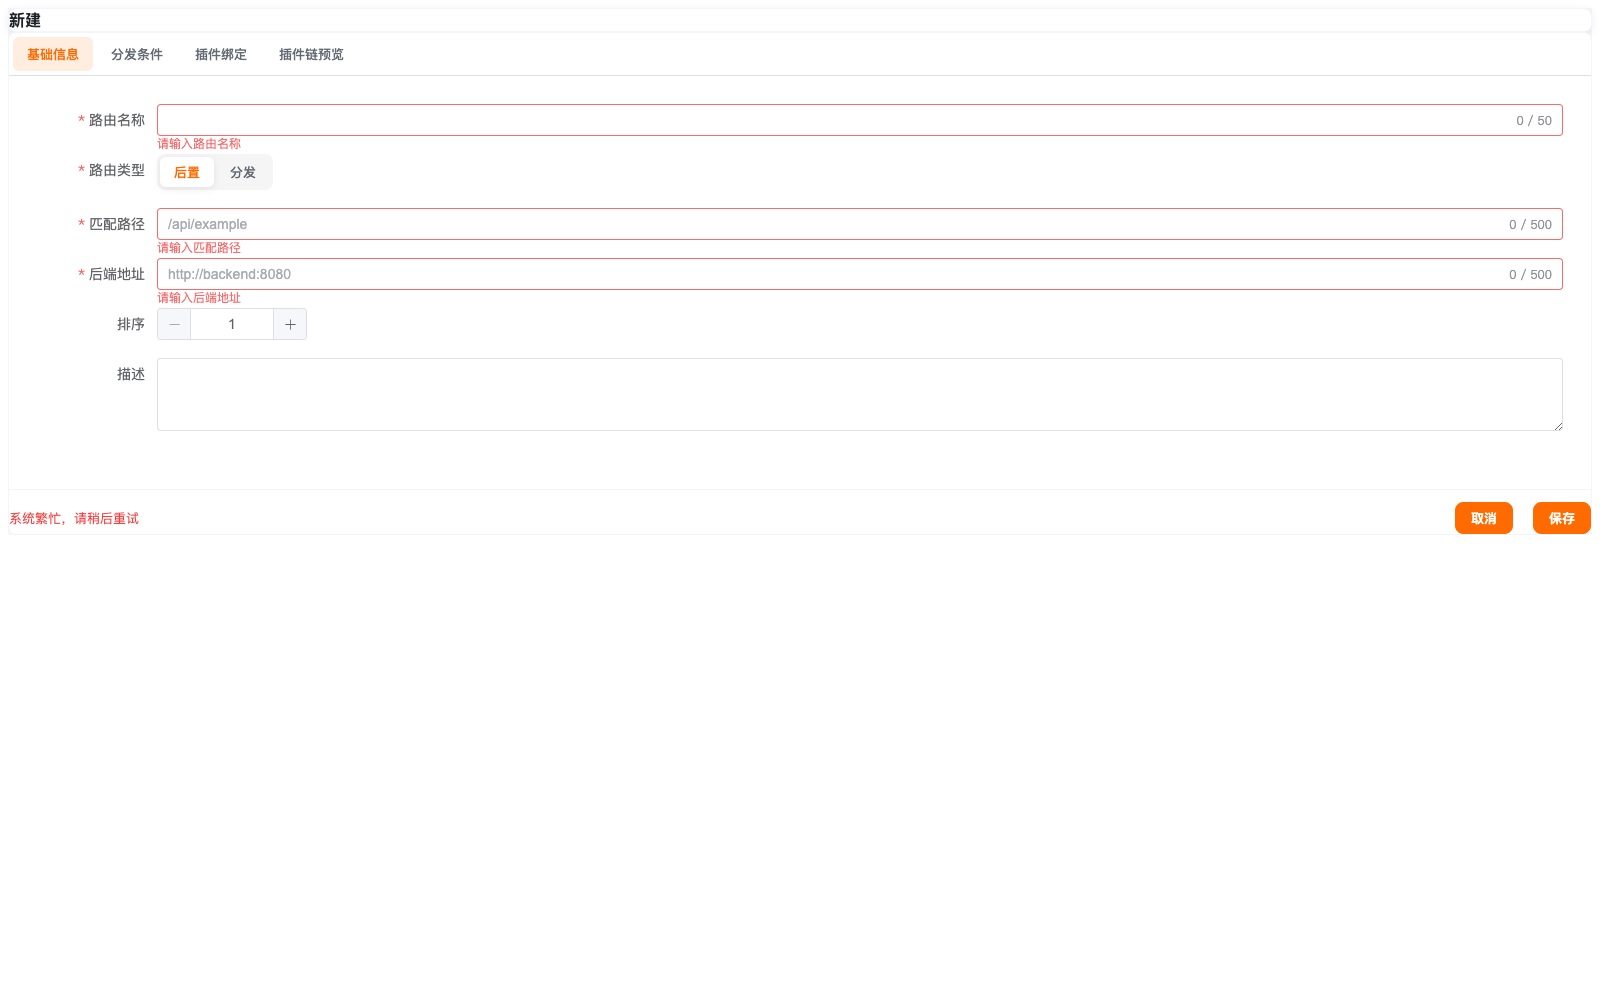 新建
基础信息 分发条件 插件绑定 插件链预览
* 路由名称 0 / 50
请输入路由名称
* 路由类型 后置 分发
* 匹配路径 /api/example 0 / 500
请输入匹配路径
* 后端地址 http://backend:8080 0 / 500
请输入后端地址
排序 1
描述
系统繁忙，请稍后重试 取消 保存